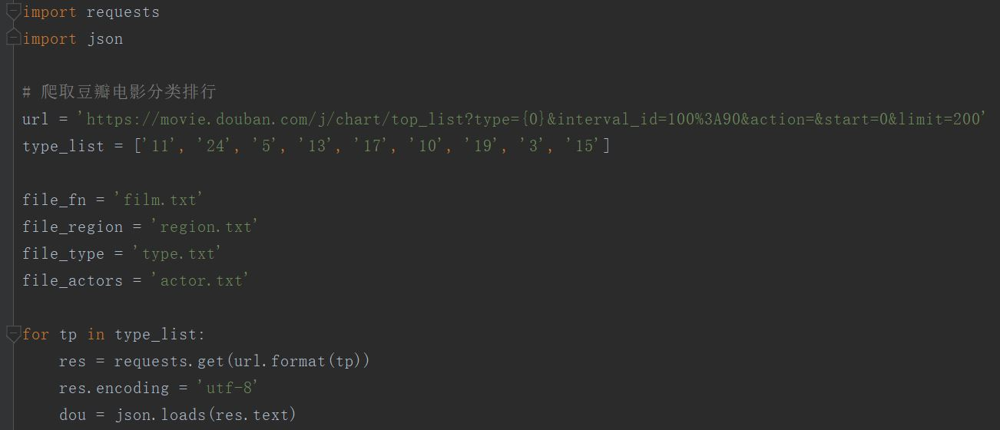 import requests
import json
# 爬取豆瓣电影分类排行
url = 'https://movie.douban.com/j/chart/top_list?type={0}&interval_id=100%3A90&action=&start=0&limit=200'
type_list = ['11', '24', '5', '13', '17', '10', '19', '3', '15']
file_fn = 'film.txt'
file_region = 'region.txt'
file_type = 'type.txt'
file_actors = 'actor.txt'
for tp in type_list:
    res = requests.get(url.format(tp))
    res.encoding = 'utf-8'
    dou = json.loads(res.text)